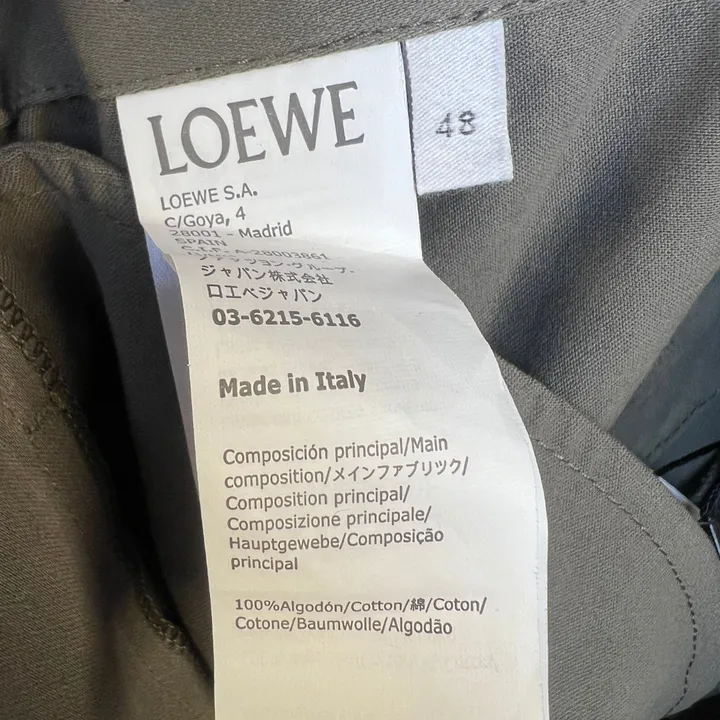 LOEWE
48
LOEWE S.A.
C/Goya, 4
28001 - Madrid
SPAIN
C.I.F. A-28003861
ジャパン株式会社
ロエベジャパン
03-6215-6116
Made in Italy
Composición principal/Main
composition/メインファブリック/
Composition principal/
Composizione principale/
Hauptgewebe/Composição
principal
100%Algodón/Cotton/綿/Coton/
Cotone/Baumwolle/Algodão